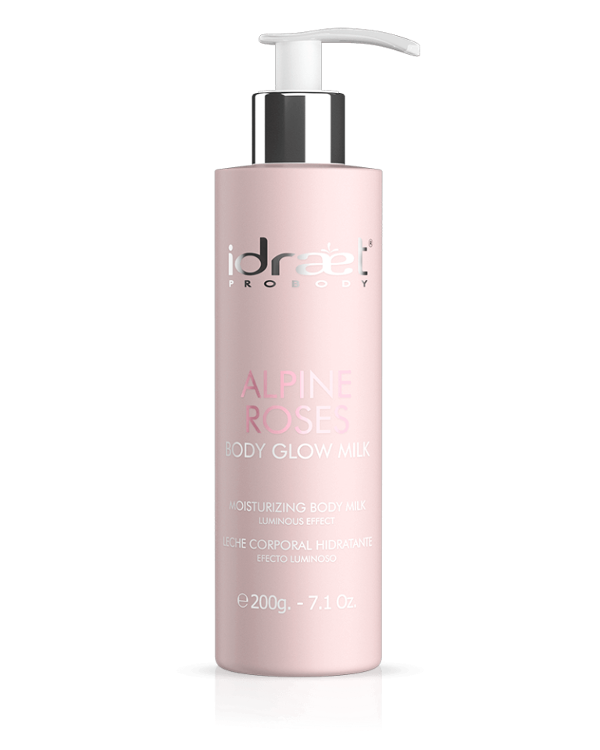 idraet®
PROBODY
ALPINE
ROSES
BODY GLOW MILK
MOISTURIZING BODY MILK
LUMINOUS EFFECT
LECHE CORPORAL HIDRATANTE
EFECTO LUMINOSO
℮200g. - 7.1 Oz.